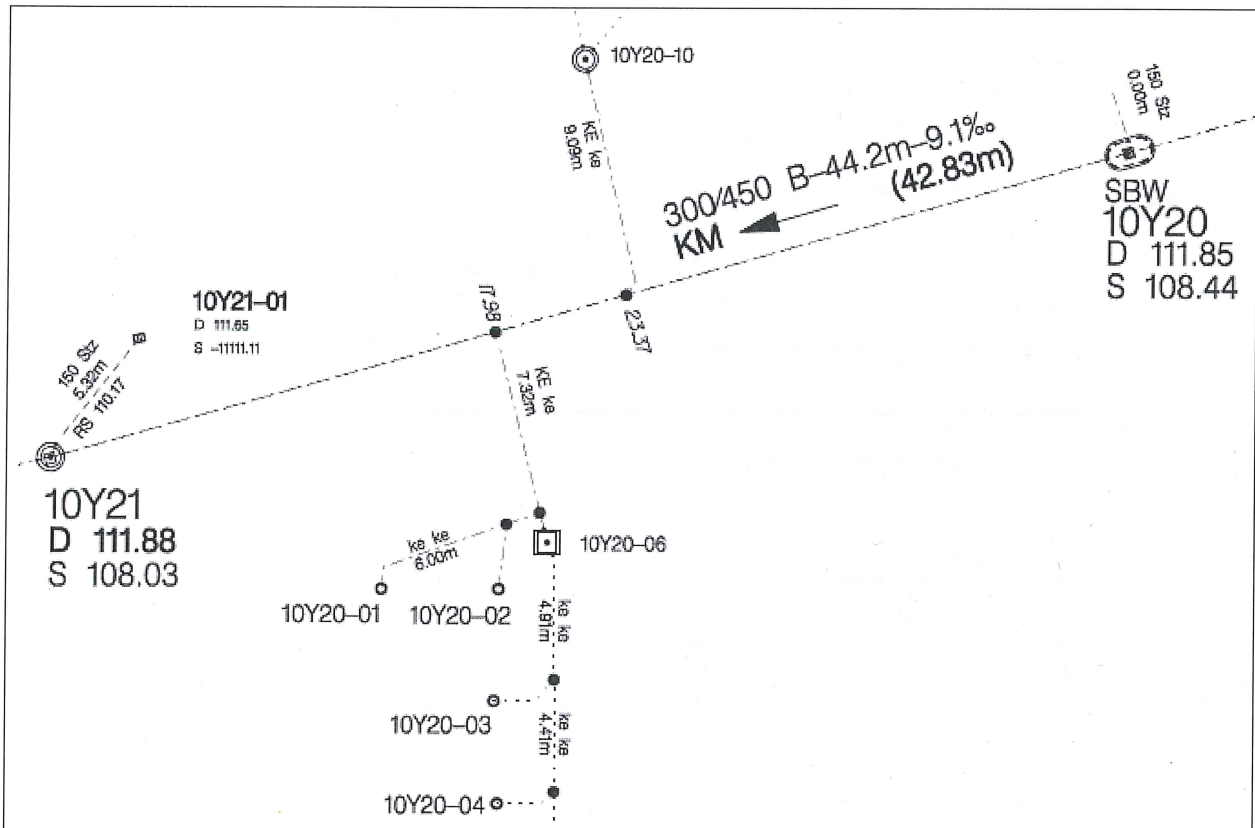 10Y20-10
150 Stz
0.00m
KE ke
9.09m
300/450 B-44.2m-9.1‰
(42.83m)
KM
SBW
10Y20
D 111.85
S 108.44
10Y21-01
D 111.65
S -11111.11
17.98
23.37
150 Stz
5.32m
RS 110.17
KE ke
7.32m
10Y21
D 111.88
S 108.03
ke ke
6.00m
10Y20-06
10Y20-01
10Y20-02
ke ke
4.91m
10Y20-03
ke ke
4.41m
10Y20-04